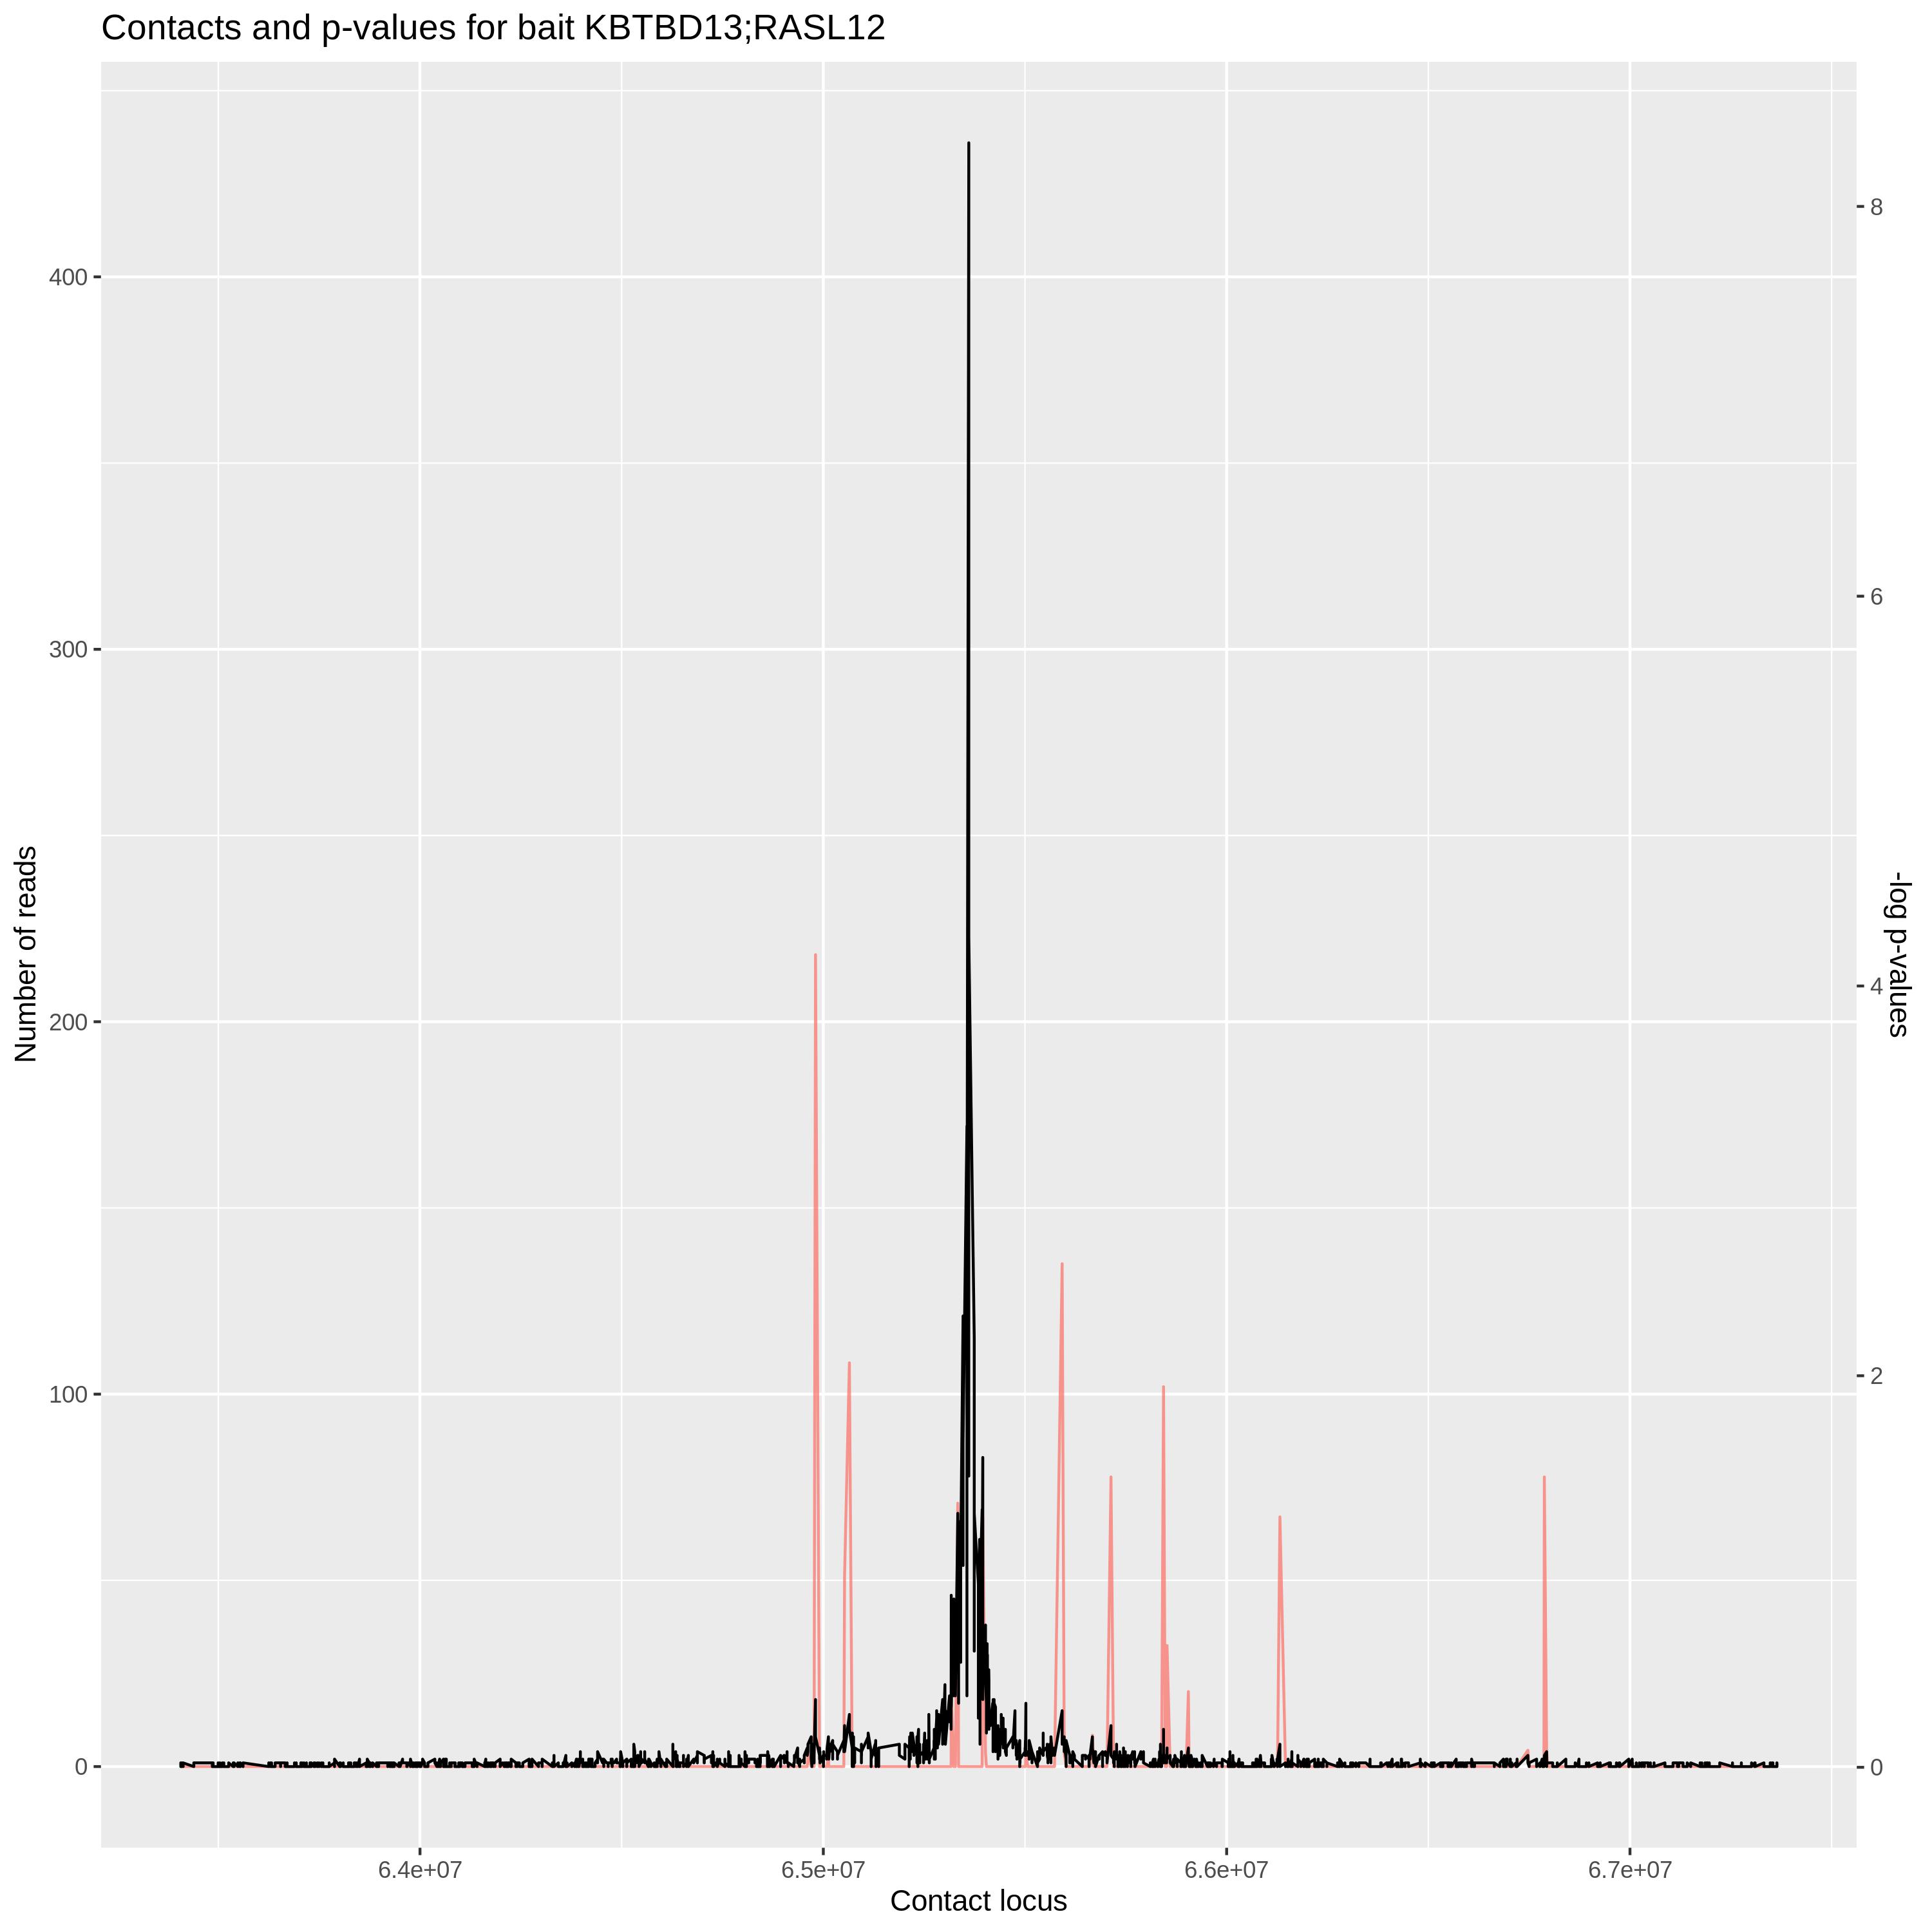 Contacts and p-values for bait KBTBD13;RASL12
Number of reads
400
300
200
100
0
8
6
4
2
0
-log p-values
6.4e+07
6.5e+07
6.6e+07
6.7e+07
Contact locus